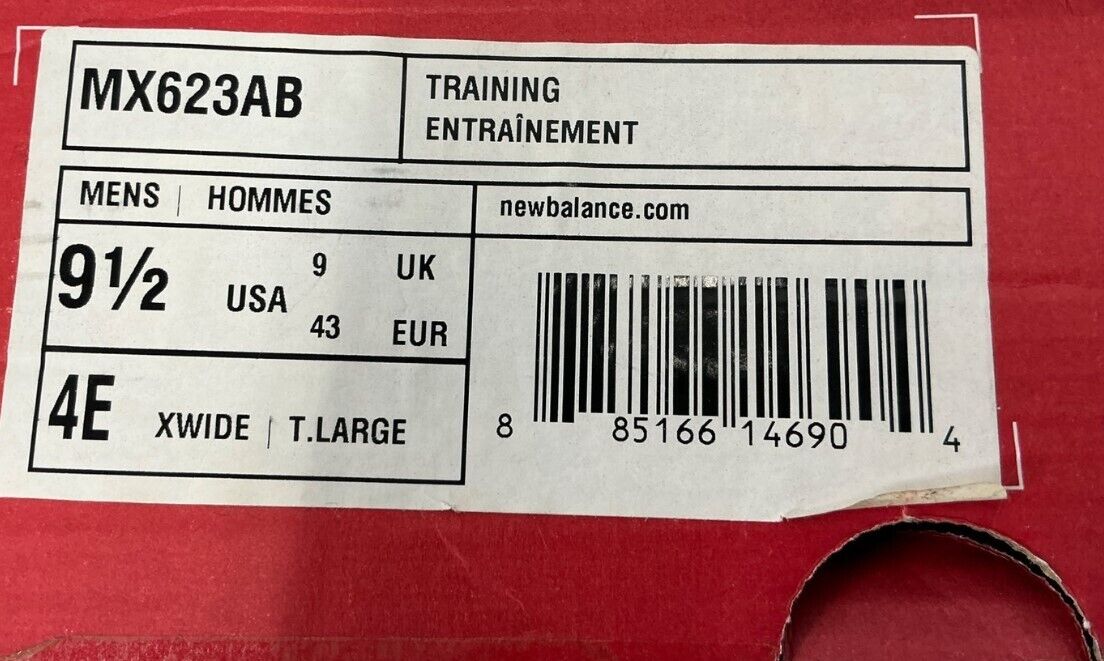 MX623AB
TRAINING
ENTRAÎNEMENT
MENS | HOMMES
newbalance.com
9½ USA 9 UK
43 EUR
4E XWIDE | T.LARGE
8 85166 14690 4